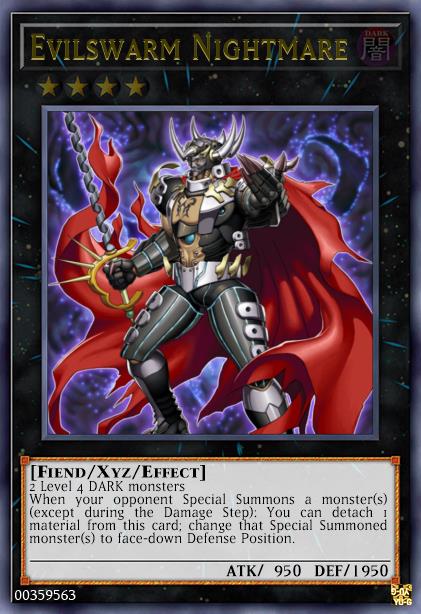 EVILSWARM NIGHTMARE
DARK
闇
[FIEND/XYZ/EFFECT]
2 Level 4 DARK monsters
When your opponent Special Summons a monster(s)
(except during the Damage Step): You can detach 1
material from this card; change that Special Summoned
monster(s) to face-down Defense Position.
ATK/ 950 DEF/1950
00359563